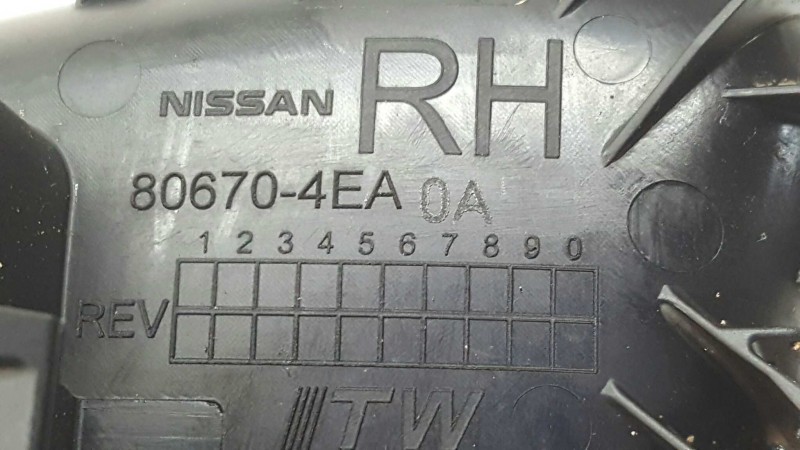 NISSAN RH
80670-4EA 0A
1 2 3 4 5 6 7 8 9 0
REV
ITW